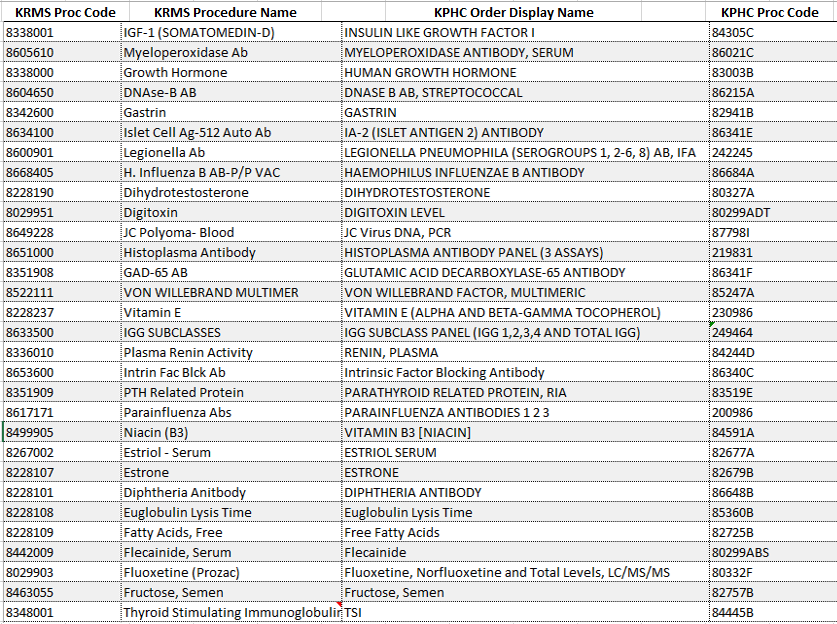 KRMS Proc Code KRMS Procedure Name KPHC Order Display Name KPHC Proc Code
8338001 IGF-1 (SOMATOMEDIN-D) INSULIN LIKE GROWTH FACTOR I 84305C
8605610 Myeloperoxidase Ab MYELOPEROXIDASE ANTIBODY, SERUM 86021C
8338000 Growth Hormone HUMAN GROWTH HORMONE 83003B
8604650 DNAse-B AB DNASE B AB, STREPTOCOCCAL 86215A
8342600 Gastrin GASTRIN 82941B
8634100 Islet Cell Ag-512 Auto Ab IA-2 (ISLET ANTIGEN 2) ANTIBODY 86341E
8600901 Legionella Ab LEGIONELLA PNEUMOPHILA (SEROGROUPS 1, 2-6, 8) AB, IFA 242245
8668405 H. Influenza B AB-P/P VAC HAEMOPHILUS INFLUENZAE B ANTIBODY 86684A
8228190 Dihydrotestosterone DIHYDROTESTOSTERONE 80327A
8029951 Digitoxin DIGITOXIN LEVEL 80299ADT
8649228 JC Polyoma- Blood JC Virus DNA, PCR 87798I
8651000 Histoplasma Antibody HISTOPLASMA ANTIBODY PANEL (3 ASSAYS) 219831
8351908 GAD-65 AB GLUTAMIC ACID DECARBOXYLASE-65 ANTIBODY 86341F
8522111 VON WILLEBRAND MULTIMER VON WILLEBRAND FACTOR, MULTIMERIC 85247A
8228237 Vitamin E VITAMIN E (ALPHA AND BETA-GAMMA TOCOPHEROL) 230986
8633500 IGG SUBCLASSES IGG SUBCLASS PANEL (IGG 1,2,3,4 AND TOTAL IGG) 249464
8336010 Plasma Renin Activity RENIN, PLASMA 84244D
8653600 Intrin Fac Blck Ab Intrinsic Factor Blocking Antibody 86340C
8351909 PTH Related Protein PARATHYROID RELATED PROTEIN, RIA 83519E
8617171 Parainfluenza Abs PARAINFLUENZA ANTIBODIES 1 2 3 200986
8499905 Niacin (B3) VITAMIN B3 [NIACIN] 84591A
8267002 Estriol - Serum ESTRIOL SERUM 82677A
8228107 Estrone ESTRONE 82679B
8228101 Diphtheria Anitbody DIPHTHERIA ANTIBODY 86648B
8228108 Euglobulin Lysis Time Euglobulin Lysis Time 85360B
8228109 Fatty Acids, Free Free Fatty Acids 82725B
8442009 Flecainide, Serum Flecainide 80299ABS
8029903 Fluoxetine (Prozac) Fluoxetine, Norfluoxetine and Total Levels, LC/MS/MS 80332F
8463055 Fructose, Semen Fructose, Semen 82757B
8348001 Thyroid Stimulating Immunoglobulin TSI 84445B